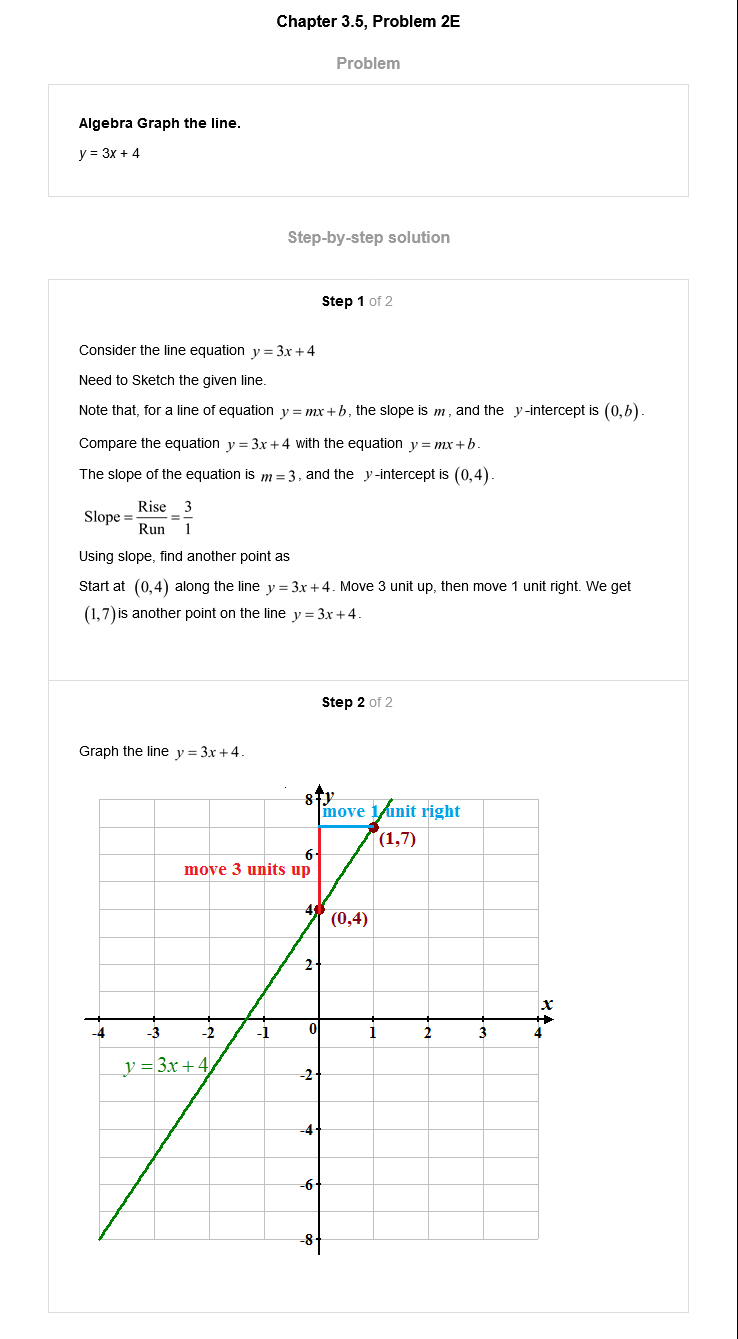 Chapter 3.5, Problem 2E
Problem
Algebra Graph the line.
y = 3x + 4
Step-by-step solution
Step 1 of 2
Consider the line equation y = 3x + 4
Need to Sketch the given line.
Note that, for a line of equation y = mx + b, the slope is m, and the y-intercept is (0,b).
Compare the equation y = 3x + 4 with the equation y = mx + b.
The slope of the equation is m = 3, and the y-intercept is (0,4).
Slope = Rise/Run = 3/1
Using slope, find another point as
Start at (0,4) along the line y = 3x + 4. Move 3 unit up, then move 1 unit right. We get
(1,7) is another point on the line y = 3x + 4.
Step 2 of 2
Graph the line y = 3x + 4.
8 y
move 1 unit right
(1,7)
6
move 3 units up
4 (0,4)
2
x
-4 -3 -2 -1 0 1 2 3 4
y = 3x + 4
-2
-4
-6
-8